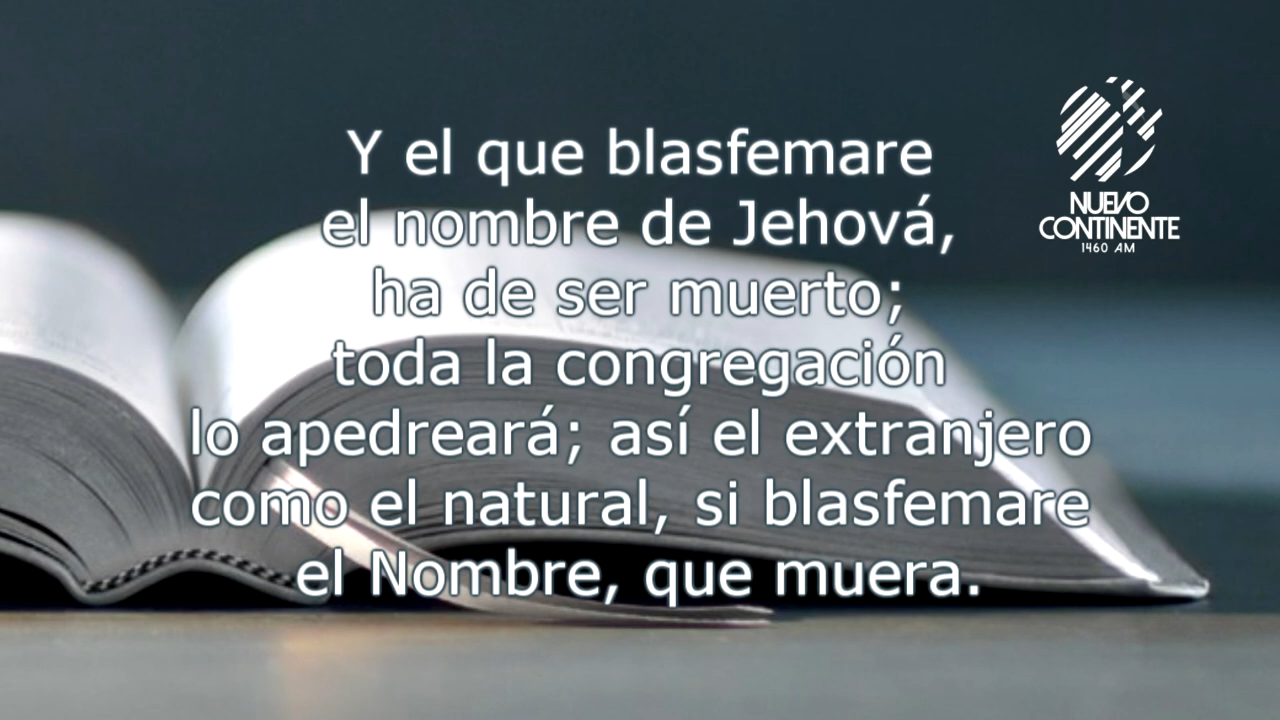 Y el que blasfemare
el nombre de Jehová,
ha de ser muerto;
toda la congregación
lo apedreará; así el extranjero
como el natural, si blasfemare
el Nombre, que muera.
NUEVO
CONTINENTE
1460 AM